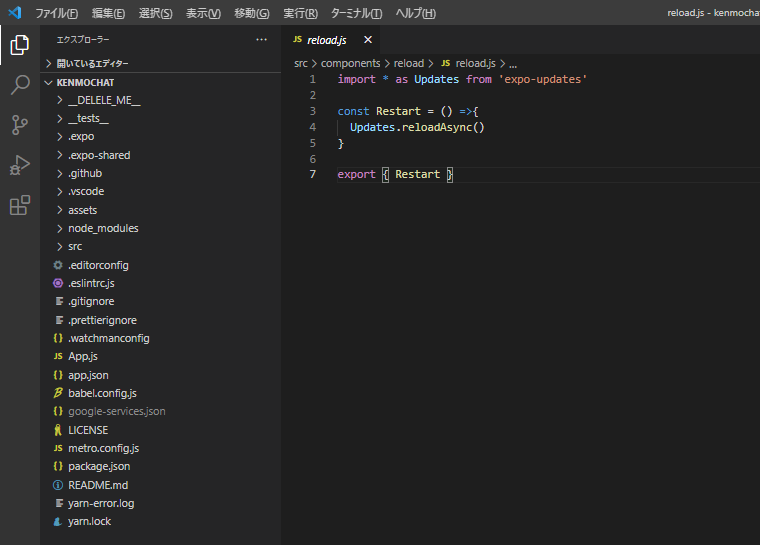 ファイル(F) 編集(E) 選択(S) 表示(V) 移動(G) 実行(R) ターミナル(T) ヘルプ(H) reload.js - kenmochat
エクスプローラー ...
開いているエディター
KENMOCHAT
__DELELE_ME__
__tests__
.expo
.expo-shared
.github
.vscode
assets
node_modules
src
.editorconfig
.eslintrc.js
.gitignore
.prettierignore
{} .watchmanconfig
JS App.js
{} app.json
babel.config.js
{} google-services.json
LICENSE
JS metro.config.js
{} package.json
README.md
yarn-error.log
yarn.lock
JS reload.js ×
src > components > reload > JS reload.js > ...
1 import * as Updates from 'expo-updates'
2
3 const Restart = () =>{
4 Updates.reloadAsync()
5 }
6
7 export { Restart }